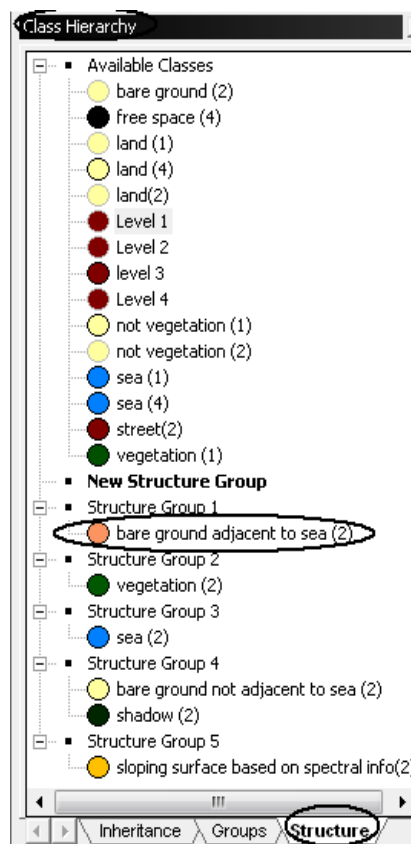 Class Hierarchy
Available Classes
bare ground (2)
free space (4)
land (1)
land (4)
land(2)
Level 1
Level 2
level 3
Level 4
not vegetation (1)
not vegetation (2)
sea (1)
sea (4)
street(2)
vegetation (1)
New Structure Group
Structure Group 1
bare ground adjacent to sea (2)
Structure Group 2
vegetation (2)
Structure Group 3
sea (2)
Structure Group 4
bare ground not adjacent to sea (2)
shadow (2)
Structure Group 5
sloping surface based on spectral info(2)
Inheritance Groups Structure